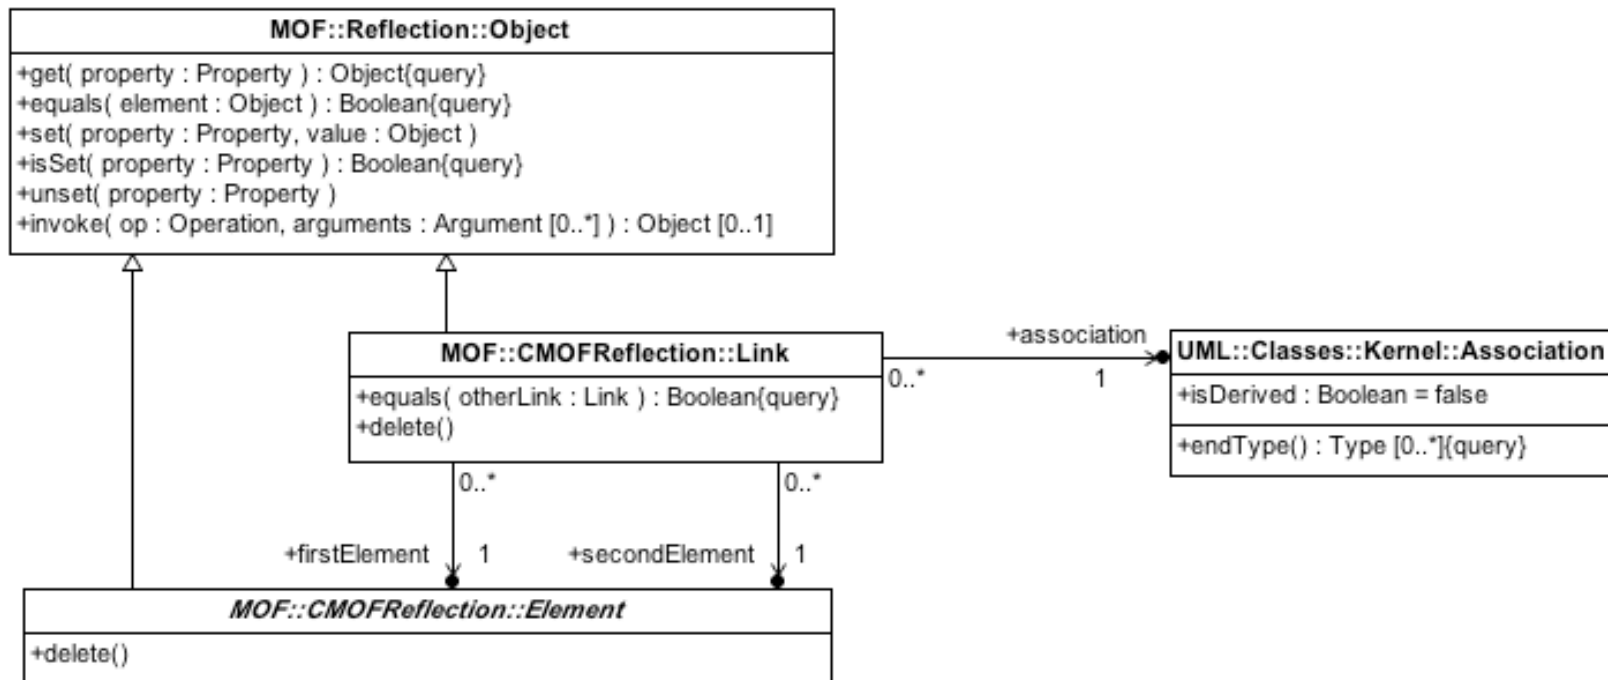 MOF::Reflection::Object
+get( property : Property ) : Object{query}
+equals( element : Object ) : Boolean{query}
+set( property : Property, value : Object )
+isSet( property : Property ) : Boolean{query}
+unset( property : Property )
+invoke( op : Operation, arguments : Argument [0..*] ) : Object [0..1]
MOF::CMOFReflection::Link
+equals( otherLink : Link ) : Boolean{query}
+delete()
+association
0..*
1
UML::Classes::Kernel::Association
+isDerived : Boolean = false
+endType() : Type [0..*]{query}
0..*
0..*
+firstElement
1
+secondElement
1
MOF::CMOFReflection::Element
+delete()